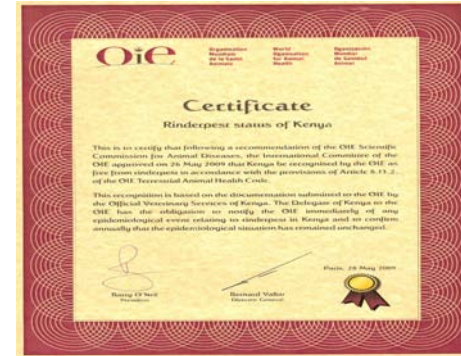 Oie
Organisation Mondiale de la Santé Animale
World Organisation for Animal Health
Organización Mundial de Sanidad Animal
Certificate
Rinderpest status of Kenya
This is to certify that following a recommendation of the OIE Scientific
Commission for Animal Diseases, the International Committee of the
OIE approved on 26 May 2009 that Kenya be recognised by the OIE as
free from rinderpest in accordance with the provisions of Article 8.11.2.
of the OIE Terrestrial Animal Health Code.
This recognition is based on the documentation submitted to the OIE by
the Official Veterinary Services of Kenya. The Delegate of Kenya to the
OIE has the obligation to notify the OIE immediately of any
epidemiological event relating to rinderpest in Kenya and to confirm
annually that the epidemiological situation has remained unchanged.
Paris, 28 May 2009
Barry O'Neil
President
Bernard Vallat
Director General